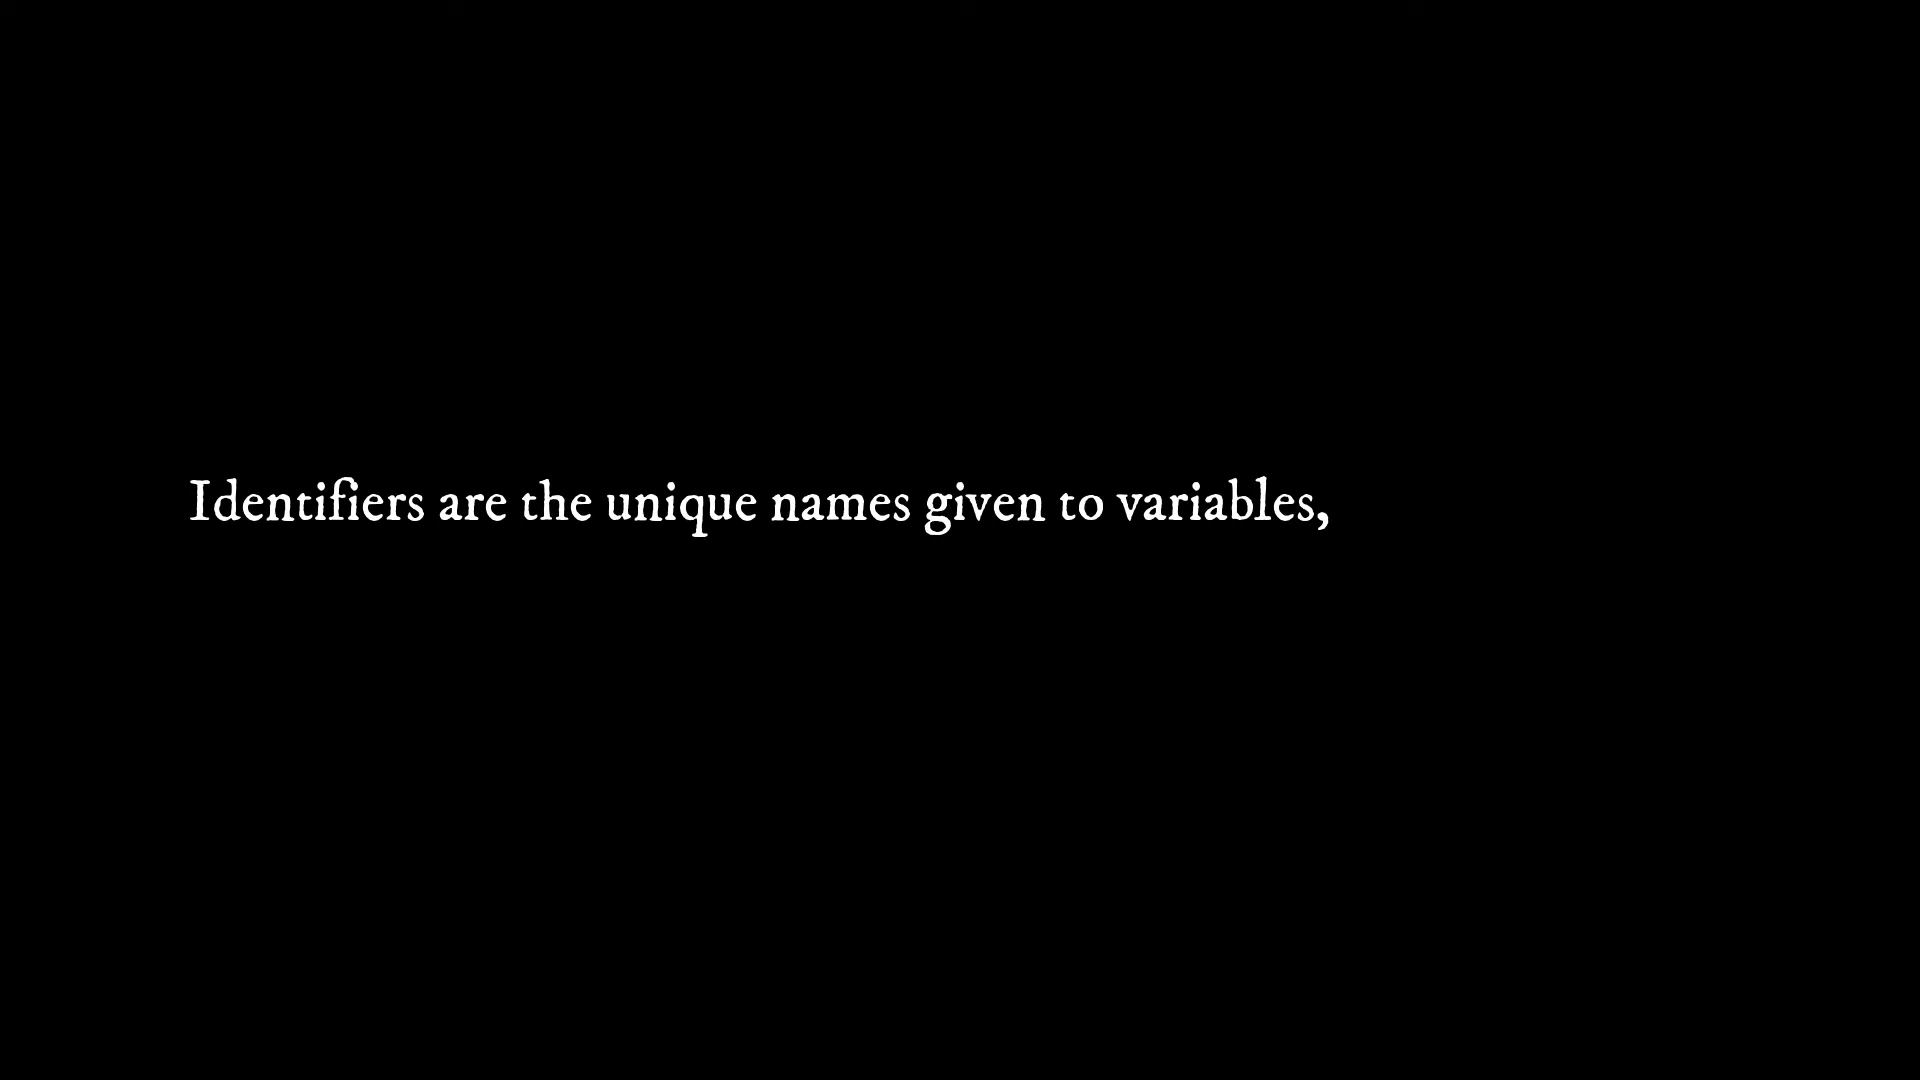 Identifiers are the unique names given to variables,